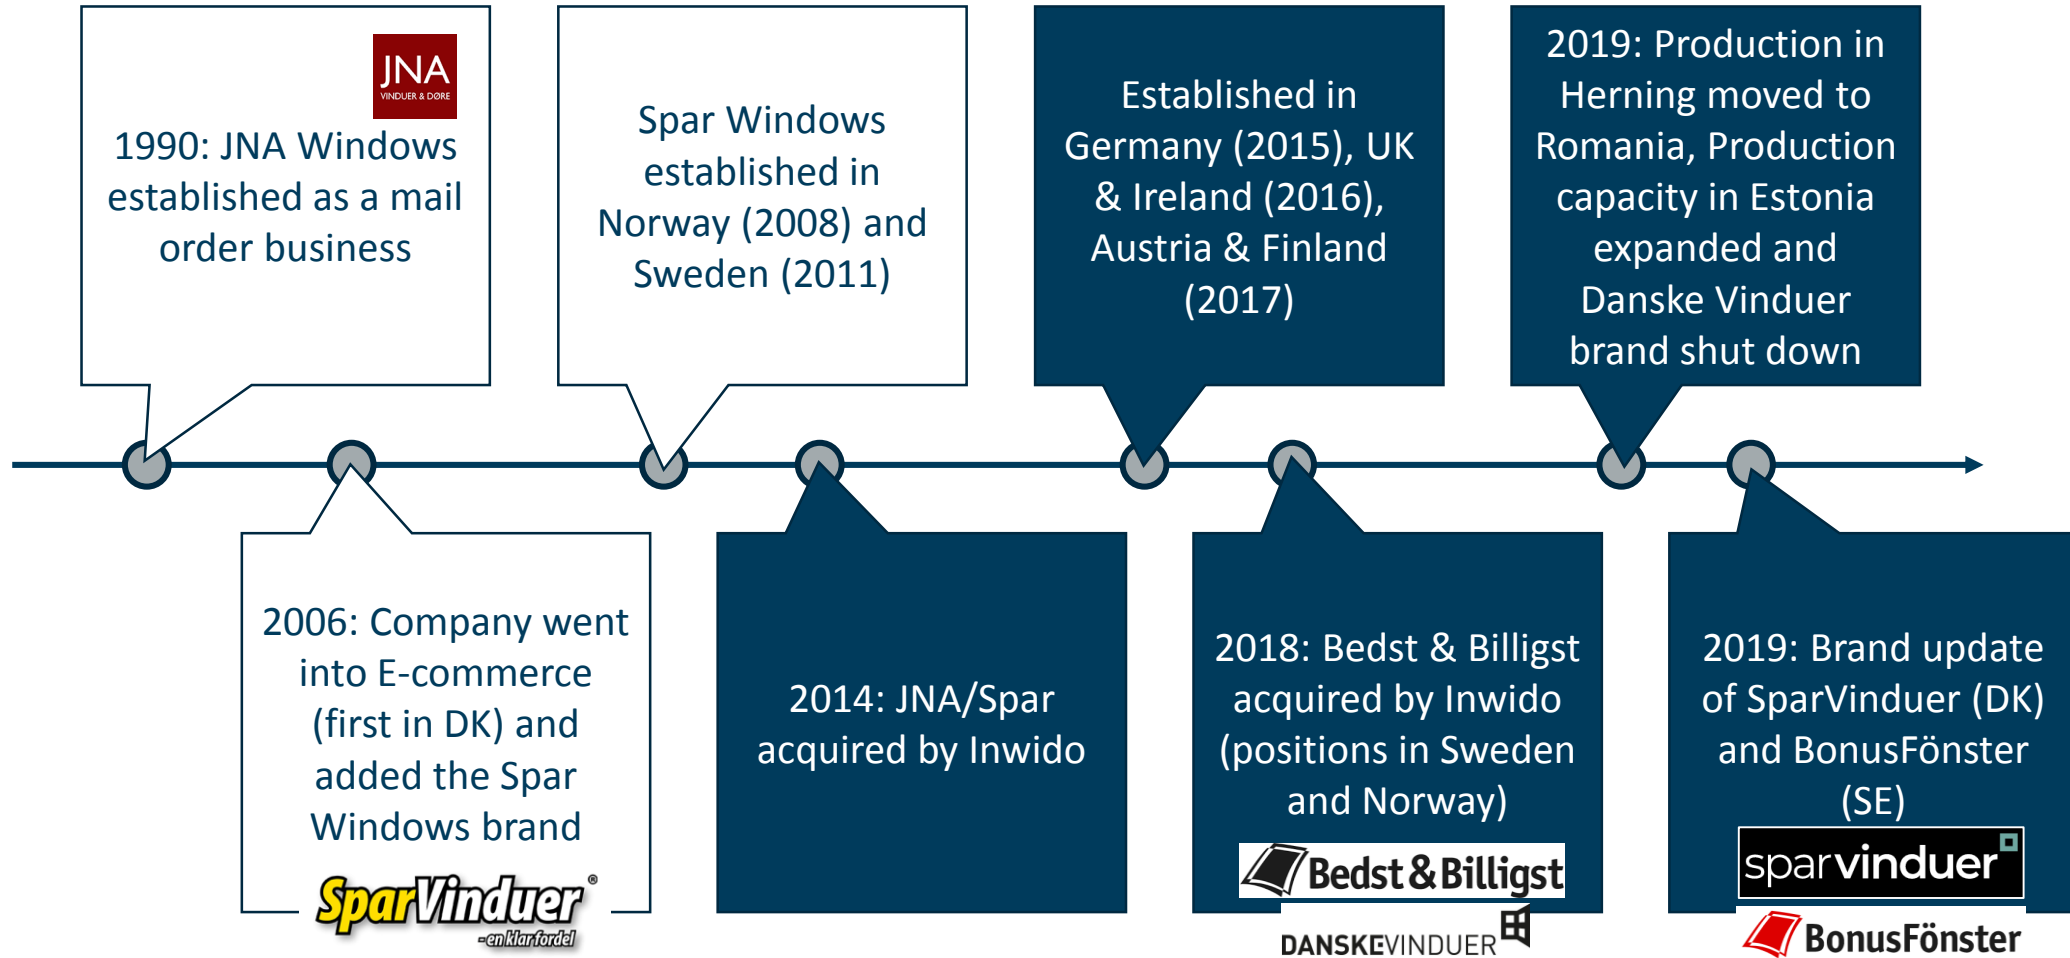 JNA
VINDUER & DØRE
1990: JNA Windows
established as a mail
order business
Spar Windows
established in
Norway (2008) and
Sweden (2011)
Established in
Germany (2015), UK
& Ireland (2016),
Austria & Finland
(2017)
2019: Production in
Herning moved to
Romania, Production
capacity in Estonia
expanded and
Danske Vinduer
brand shut down
2006: Company went
into E-commerce
(first in DK) and
added the Spar
Windows brand
SparVinduer®
- en klar fordel
2014: JNA/Spar
acquired by Inwido
2018: Bedst & Billigst
acquired by Inwido
(positions in Sweden
and Norway)
Bedst & Billigst
DANSKEVINDUER
2019: Brand update
of SparVinduer (DK)
and BonusFönster
(SE)
sparvinduer
BonusFönster